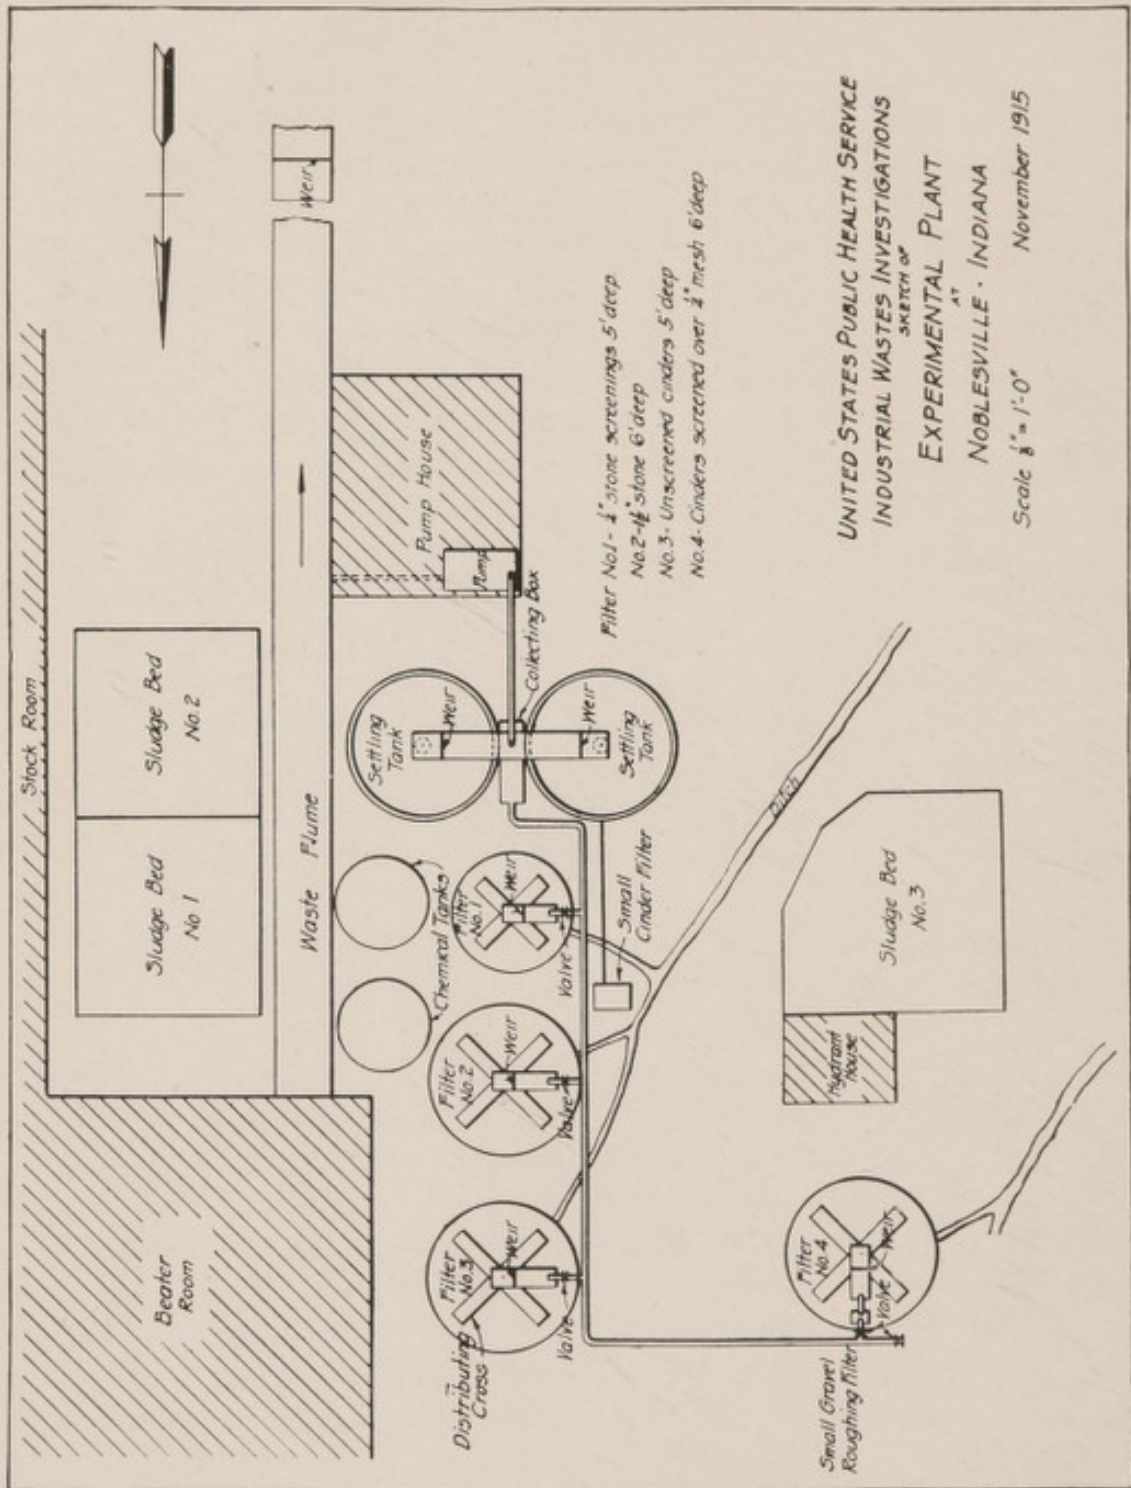 Stock Room
Sludge Bed
No 1
Sludge Bed
No. 2
Beater
Room
Waste Flume
Weir
Pump House
Pump
Collecting Box
Chemical Tanks
Settling
Tank
Weir
Weir
Settling
Tank
Filter
No. 1
Weir
Valve
Filter
No. 2
Weir
Valve
Filter
No. 3
Weir
Valve
Distributing
Cross
Small
Cinder Filter
Ditch
Sludge Bed
No. 3
Hydrant
House
Filter
No. 4
Weir
Valve
Small Gravel
Roughing Filter
Filter No.1- ¼" stone screenings 5' deep
No.2-1½" stone 6' deep
No.3- Unscreened cinders 5' deep
No.4- Cinders screened over ¼" mesh 6' deep
UNITED STATES PUBLIC HEALTH SERVICE
INDUSTRIAL WASTES INVESTIGATIONS
SKETCH OF
EXPERIMENTAL PLANT
AT
NOBLESVILLE · INDIANA
Scale ⅛" = 1'-0" November 1915